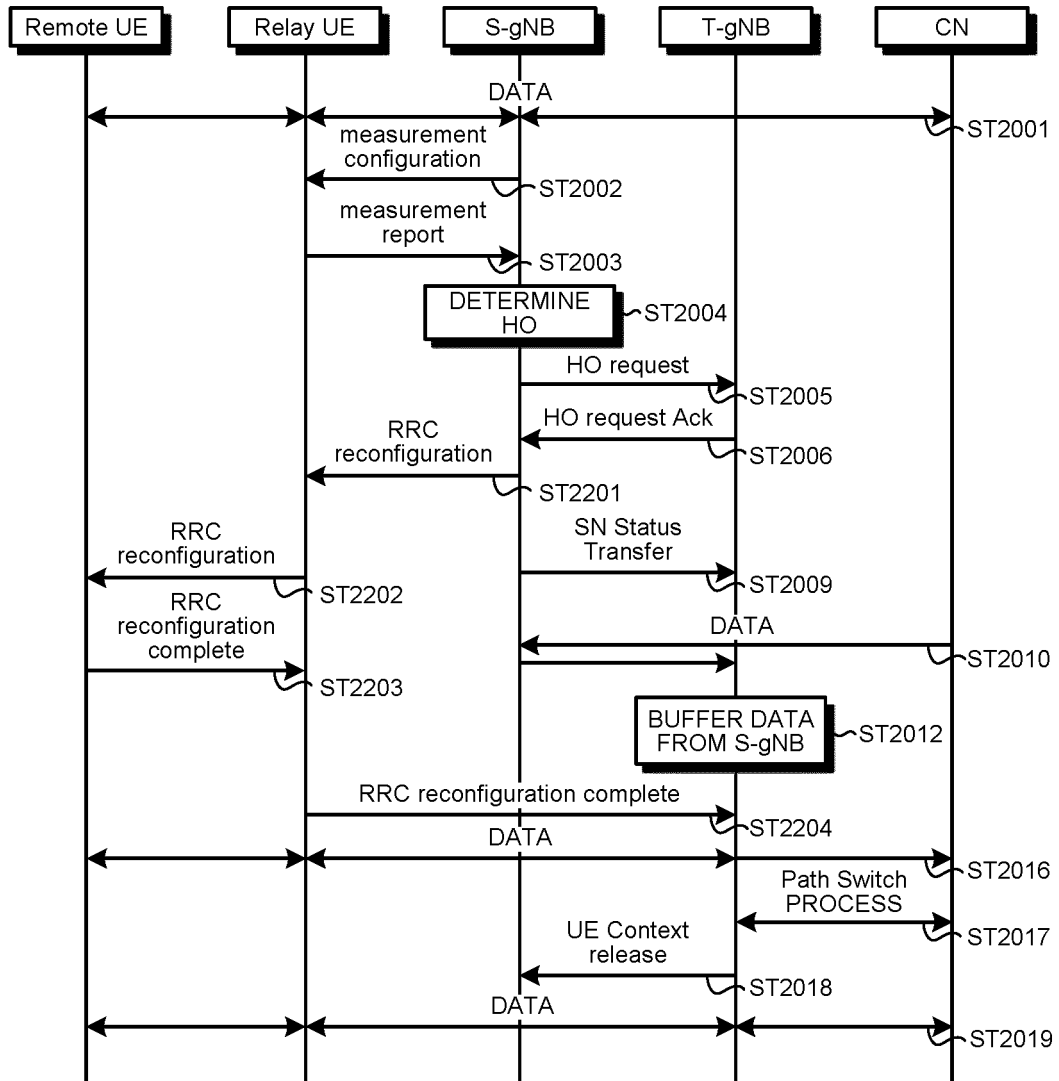 Remote UE
Relay UE
S-gNB
T-gNB
CN
DATA
ST2001
measurement
configuration
ST2002
measurement
report
ST2003
DETERMINE
HO
ST2004
HO request
ST2005
HO request Ack
ST2006
RRC
reconfiguration
ST2201
SN Status
Transfer
ST2009
RRC
reconfiguration
ST2202
RRC
reconfiguration
complete
ST2203
DATA
ST2010
BUFFER DATA
FROM S-gNB
ST2012
RRC reconfiguration complete
ST2204
DATA
ST2016
Path Switch
PROCESS
ST2017
UE Context
release
ST2018
DATA
ST2019